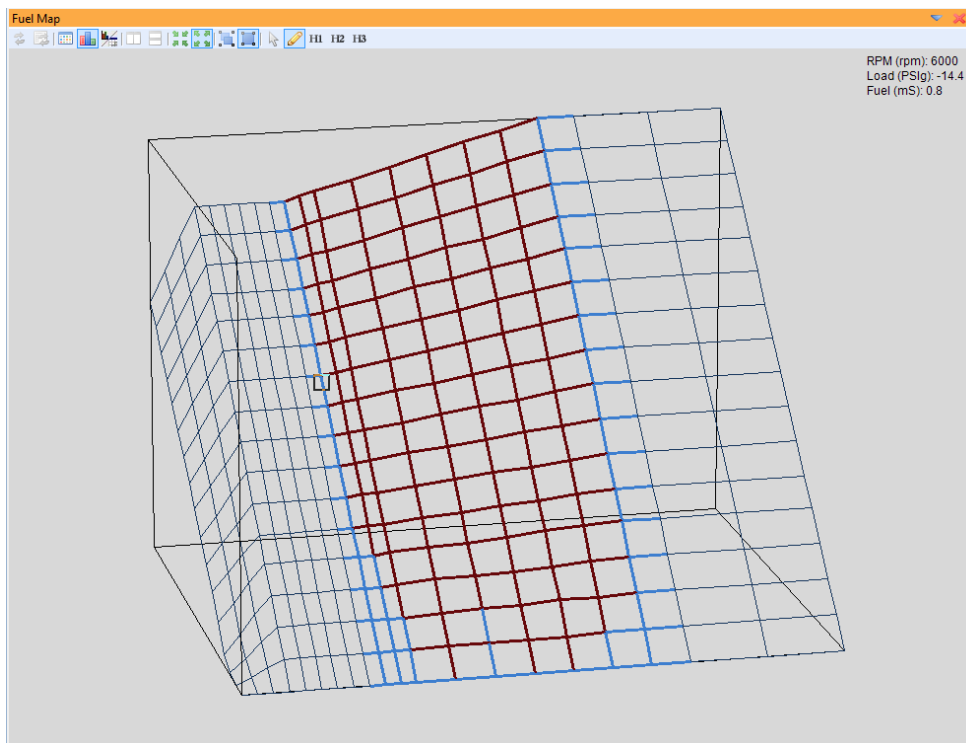 Fuel Map
H1 H2 H3
RPM (rpm): 6000
Load (PSIg): -14.4
Fuel (mS): 0.8